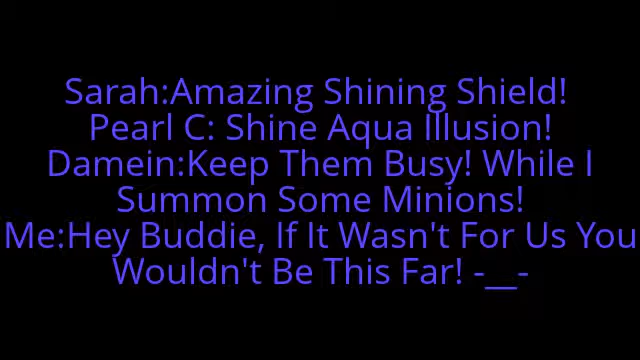 Sarah:Amazing Shining Shield!
Pearl C: Shine Aqua Illusion!
Damein:Keep Them Busy! While I
Summon Some Minions!
Me:Hey Buddie, If It Wasn't For Us You
Wouldn't Be This Far! -__-